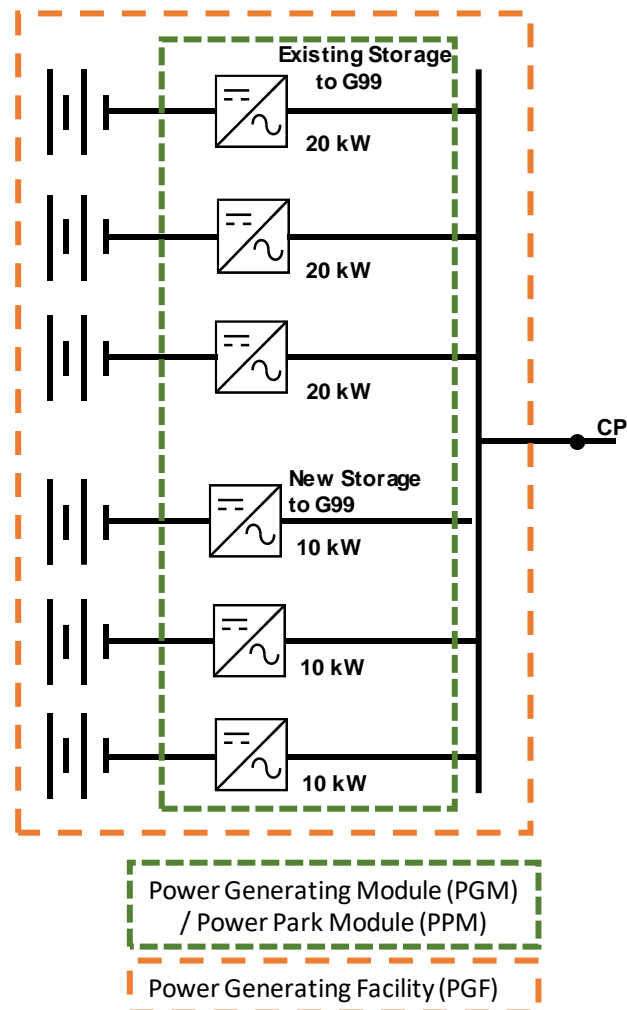 Existing Storage
to G99
20 kW
20 kW
20 kW
CP
New Storage
to G99
10 kW
10 kW
10 kW
Power Generating Module (PGM)
/ Power Park Module (PPM)
Power Generating Facility (PGF)